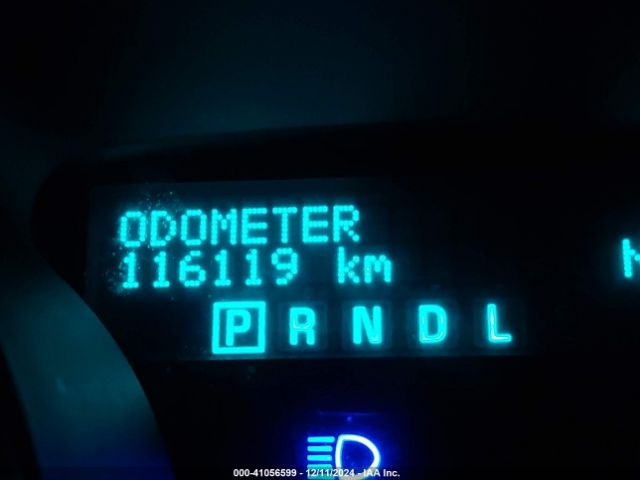 ODOMETER
116119 km
P R N D L
000-41056599 - 12/11/2024 - IAA Inc.